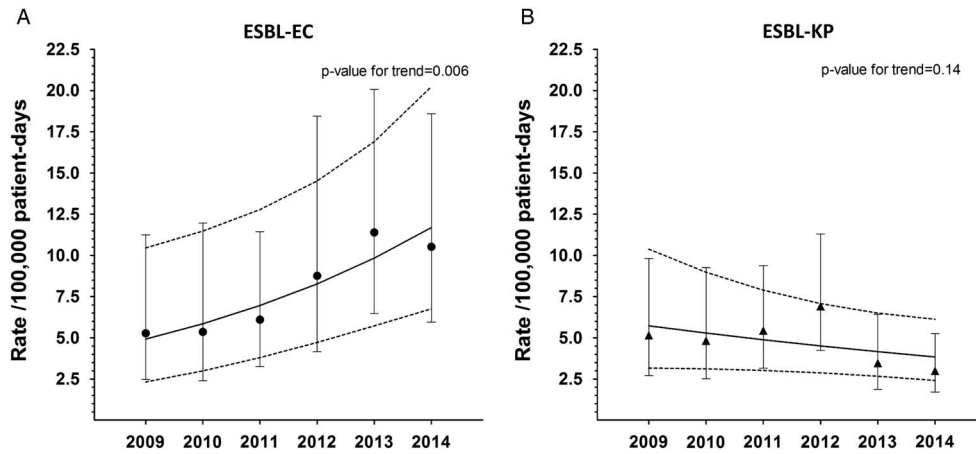 A
ESBL-EC
p-value for trend=0.006
Rate /100,000 patient-days
22.5
20.0
17.5
15.0
12.5
10.0
7.5
5.0
2.5
2009 2010 2011 2012 2013 2014
B
ESBL-KP
p-value for trend=0.14
Rate /100,000 patient-days
22.5
20.0
17.5
15.0
12.5
10.0
7.5
5.0
2.5
2009 2010 2011 2012 2013 2014